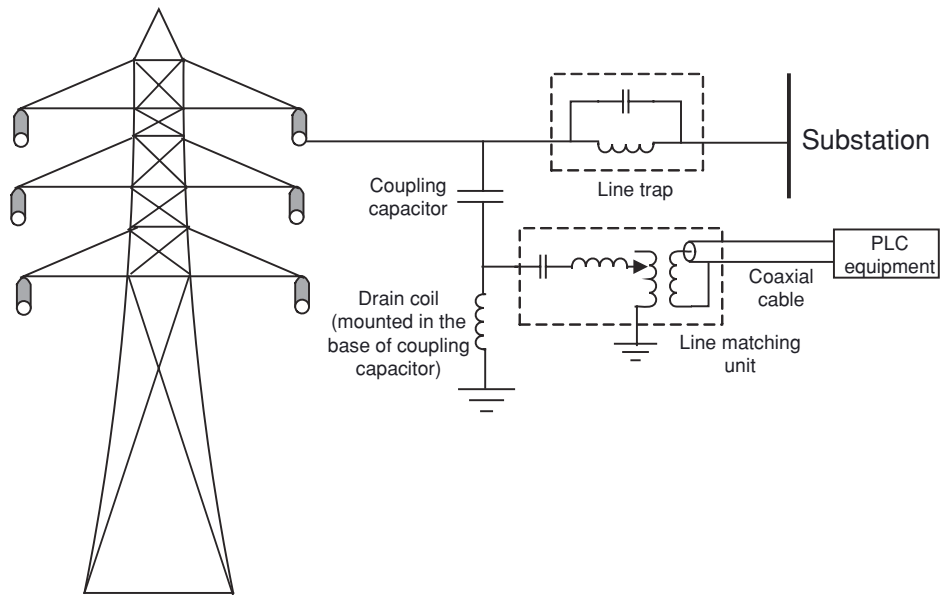 Substation
Line trap
Coupling
capacitor
PLC
equipment
Coaxial
cable
Drain coil
(mounted in the
base of coupling
capacitor)
Line matching
unit